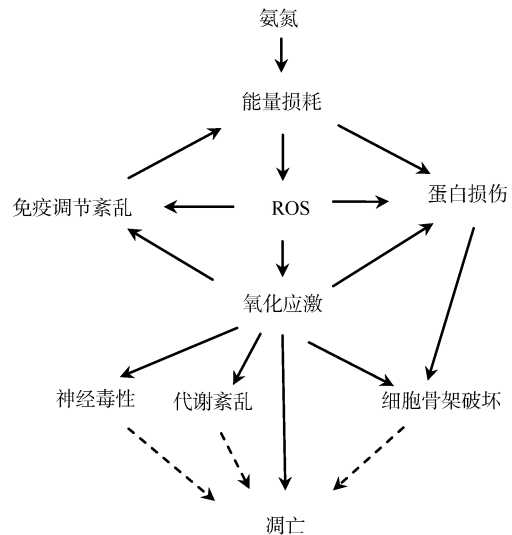 氨氮
能量损耗
蛋白损伤
免疫调节紊乱
ROS
氧化应激
神经毒性
代谢紊乱
细胞骨架破坏
凋亡